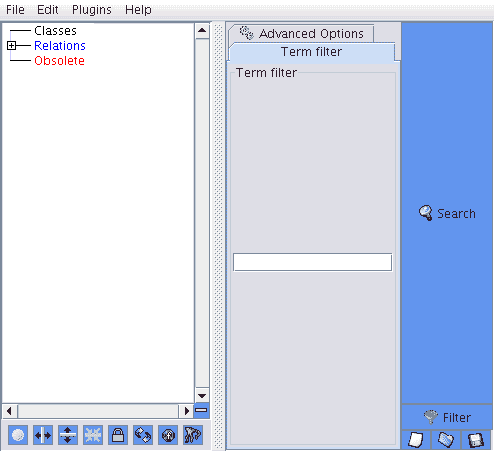 File Edit Plugins Help
Classes
Relations
Obsolete
Advanced Options
Term filter
Term filter
Search
Filter